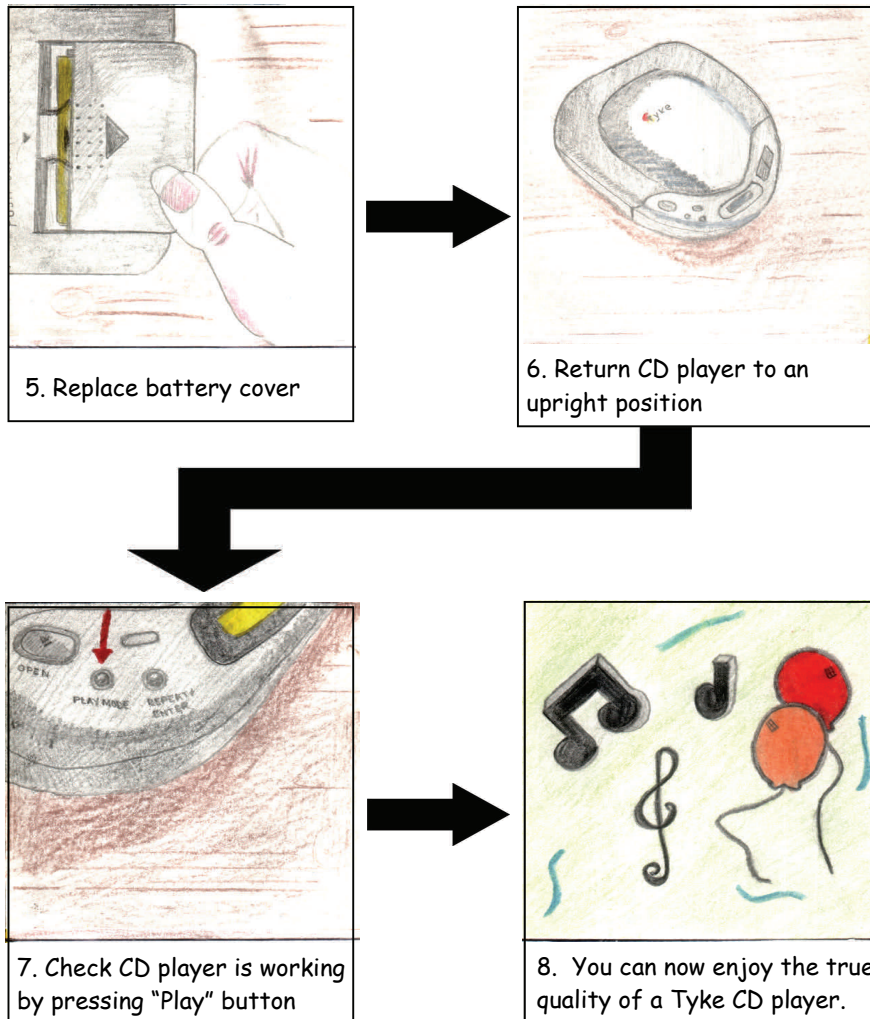 5. Replace battery cover
Tyke
6. Return CD player to an
upright position
OPEN
PLAY MODE
REPEAT/
ENTER
7. Check CD player is working
by pressing “Play” button
8. You can now enjoy the true
quality of a Tyke CD player.